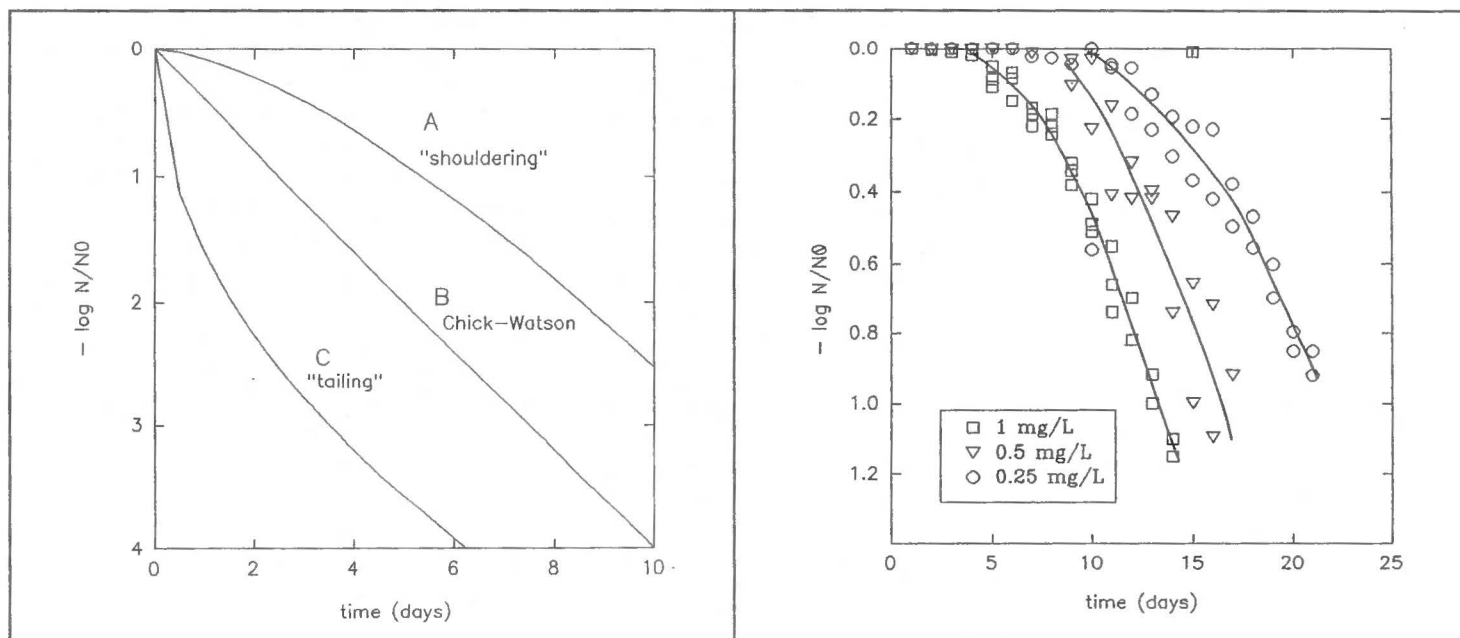 0
1
2
3
4
- log N/N0
A
"shouldering"
B
Chick-Watson
C
"tailing"
0
2
4
6
8
10
time (days)
0.0
0.2
0.4
0.6
0.8
1.0
1.2
- log N/N0
1 mg/L
0.5 mg/L
0.25 mg/L
0
5
10
15
20
25
time (days)